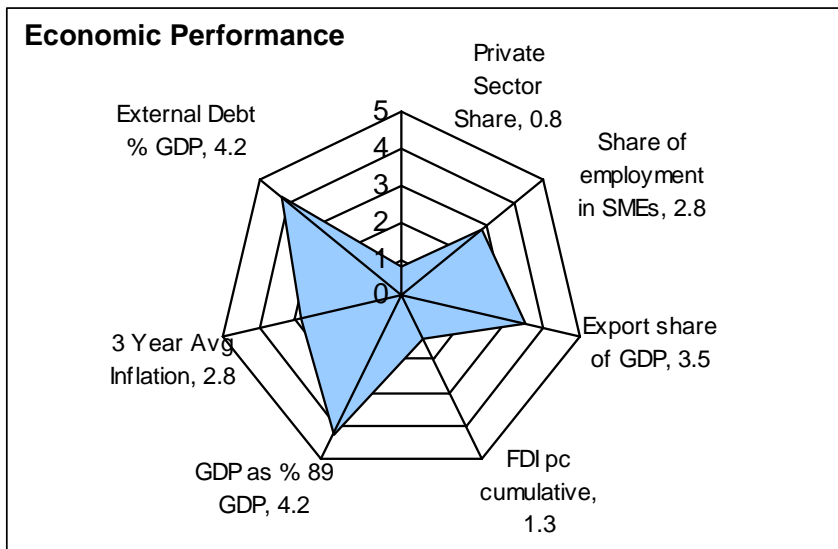 Economic Performance
Private
Sector
Share, 0.8
Share of
employment
in SMEs, 2.8
Export share
of GDP, 3.5
FDI pc
cumulative,
1.3
GDP as % 89
GDP, 4.2
3 Year Avg
Inflation, 2.8
External Debt
% GDP, 4.2
5
4
3
2
1
0